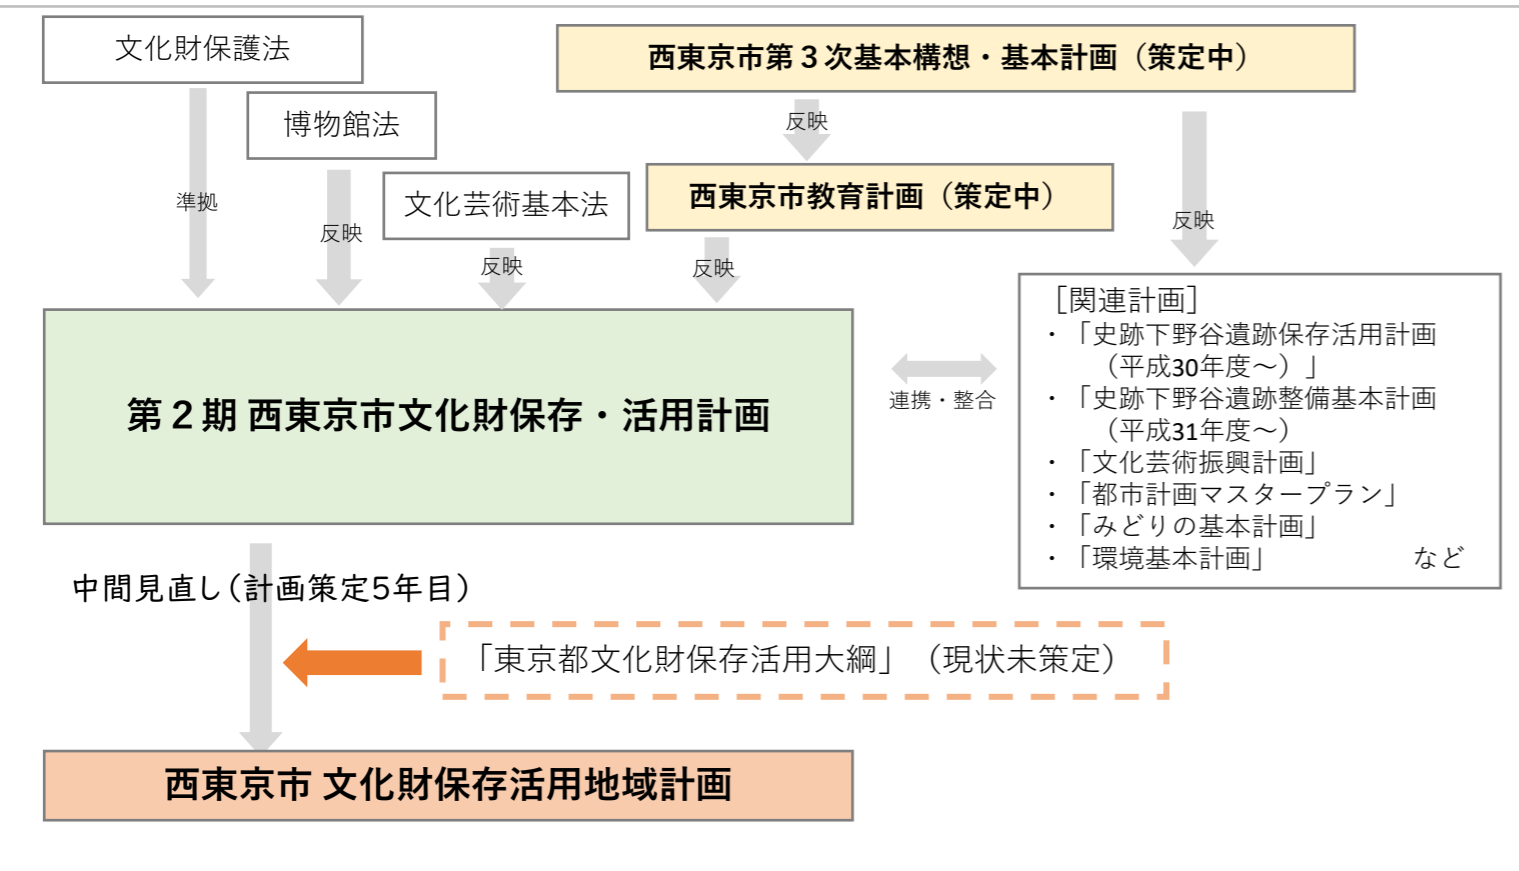 文化財保護法
西東京市第３次基本構想・基本計画（策定中）
博物館法
反映
文化芸術基本法
西東京市教育計画（策定中）
準拠
反映
反映
反映
反映
第２期 西東京市文化財保存・活用計画
連携・整合
［関連計画］
・「史跡下野谷遺跡保存活用計画
（平成30年度～）」
・「史跡下野谷遺跡整備基本計画
（平成31年度～）
・「文化芸術振興計画」
・「都市計画マスタープラン」
・「みどりの基本計画」
・「環境基本計画」　　　　　など
中間見直し（計画策定５年目）
「東京都文化財保存活用大綱」（現状未策定）
西東京市 文化財保存活用地域計画